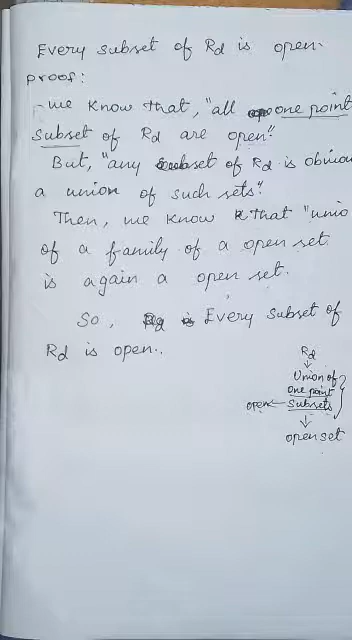 Every subset of Rd is open.
proof:
we know that, "all one point
subset of Rd are open".
But, "any subset of Rd is obviou
a union of such sets".
Then, we know that "unio
of a family of a open set
is again a open set.
So, Every subset of
Rd is open.
Rd
↓
Union of
one point
open← Subsets
↓
open set